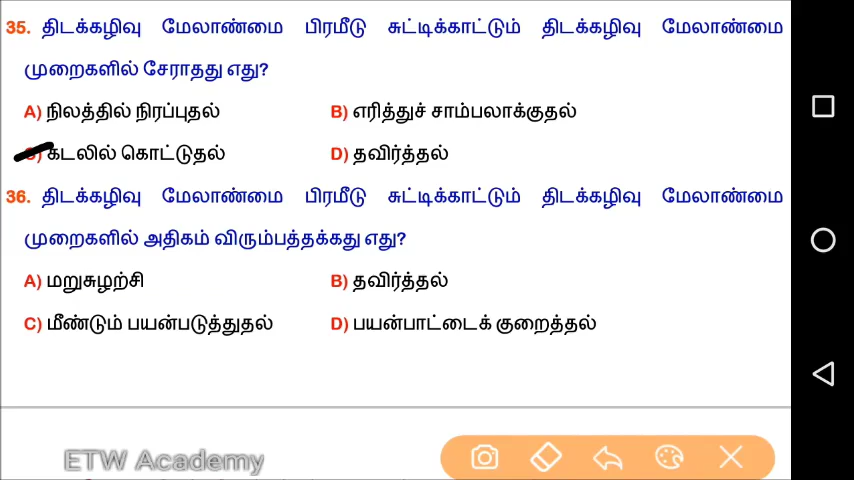 35. திடக்கழிவு மேலாண்மை பிரமீடு சுட்டிக்காட்டும் திடக்கழிவு மேலாண்மை
முறைகளில் சேராதது எது?
A) நிலத்தில் நிரப்புதல் B) எரித்துச் சாம்பலாக்குதல்
C) கடலில் கொட்டுதல் D) தவிர்த்தல்
36. திடக்கழிவு மேலாண்மை பிரமீடு சுட்டிக்காட்டும் திடக்கழிவு மேலாண்மை
முறைகளில் அதிகம் விரும்பத்தக்கது எது?
A) மறுசுழற்சி B) தவிர்த்தல்
C) மீண்டும் பயன்படுத்துதல் D) பயன்பாட்டைக் குறைத்தல்
ETW Academy